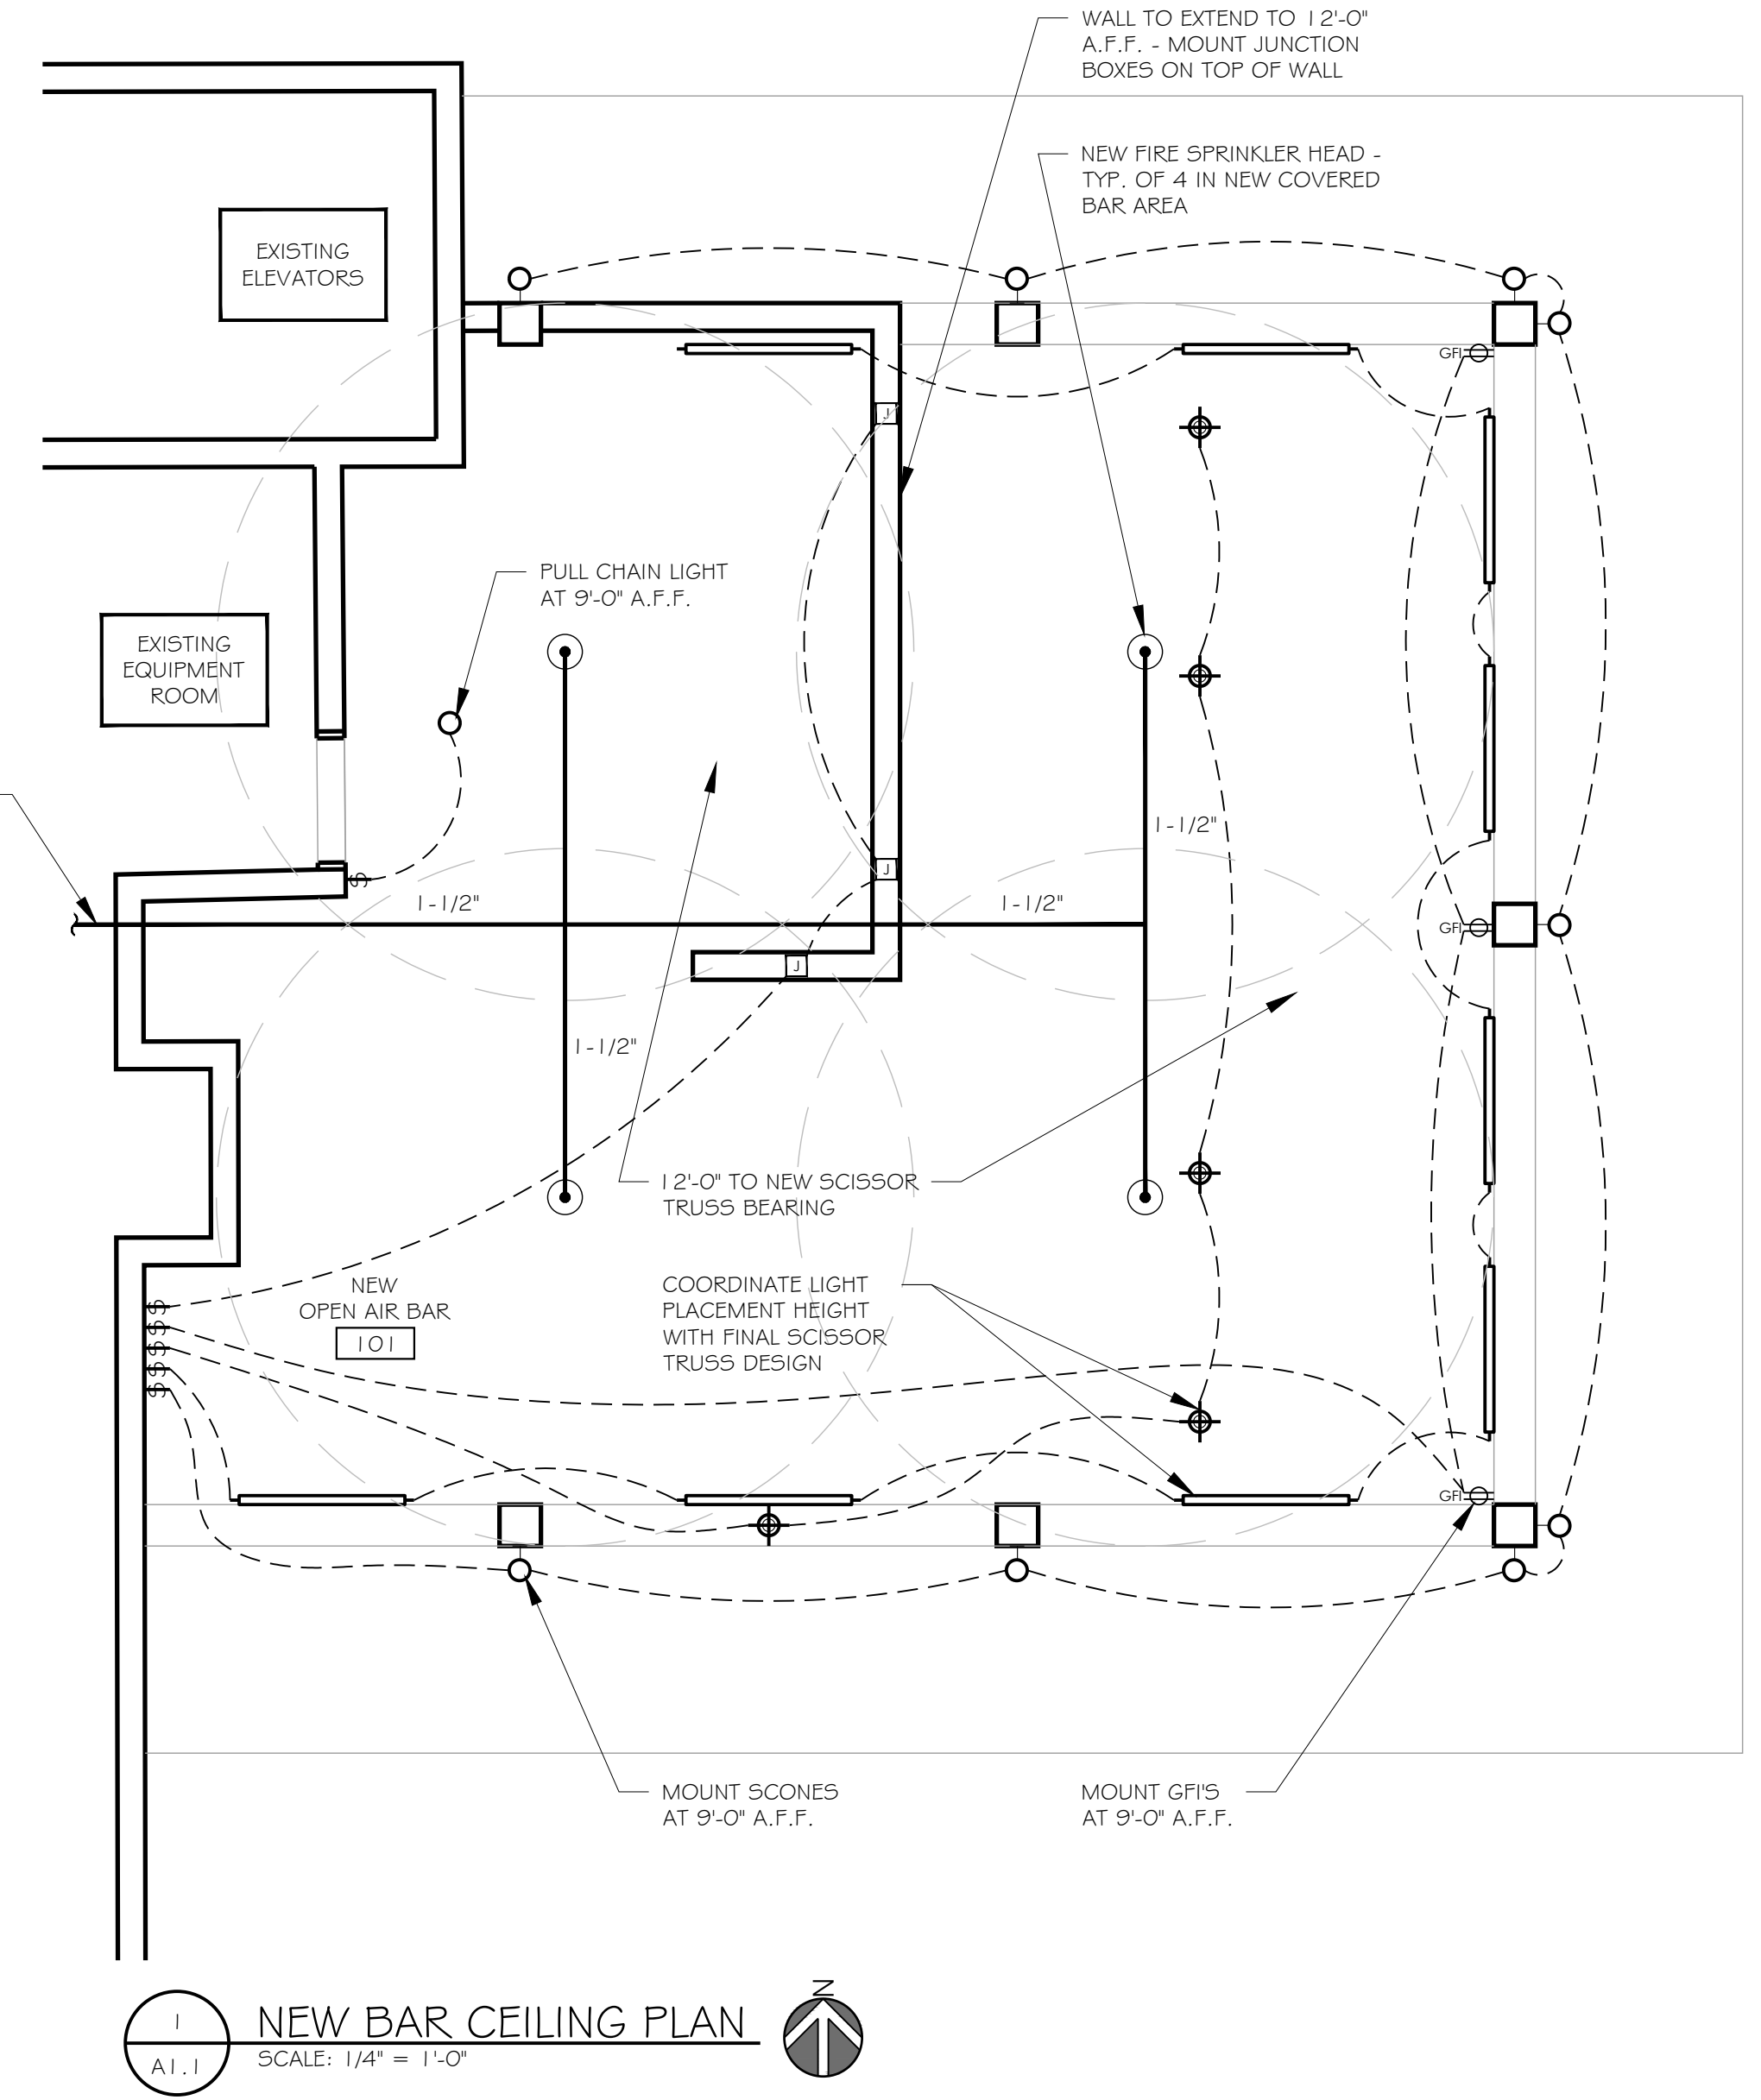 WALL TO EXTEND TO 12'-0"
A.F.F. - MOUNT JUNCTION
BOXES ON TOP OF WALL
NEW FIRE SPRINKLER HEAD -
TYP. OF 4 IN NEW COVERED
BAR AREA
EXISTING
ELEVATORS
GFI
J
PULL CHAIN LIGHT
AT 9'-0" A.F.F.
EXISTING
EQUIPMENT
ROOM
1-1/2"
J
$
1-1/2"
1-1/2"
GFI
J
1-1/2"
12'-0" TO NEW SCISSOR
TRUSS BEARING
COORDINATE LIGHT
PLACEMENT HEIGHT
WITH FINAL SCISSOR
TRUSS DESIGN
NEW
OPEN AIR BAR
101
$
$
$
$
$
GFI
MOUNT SCONES
AT 9'-0" A.F.F.
MOUNT GFI'S
AT 9'-0" A.F.F.
1
A1.1
NEW BAR CEILING PLAN
SCALE: 1/4" = 1'-0"
N